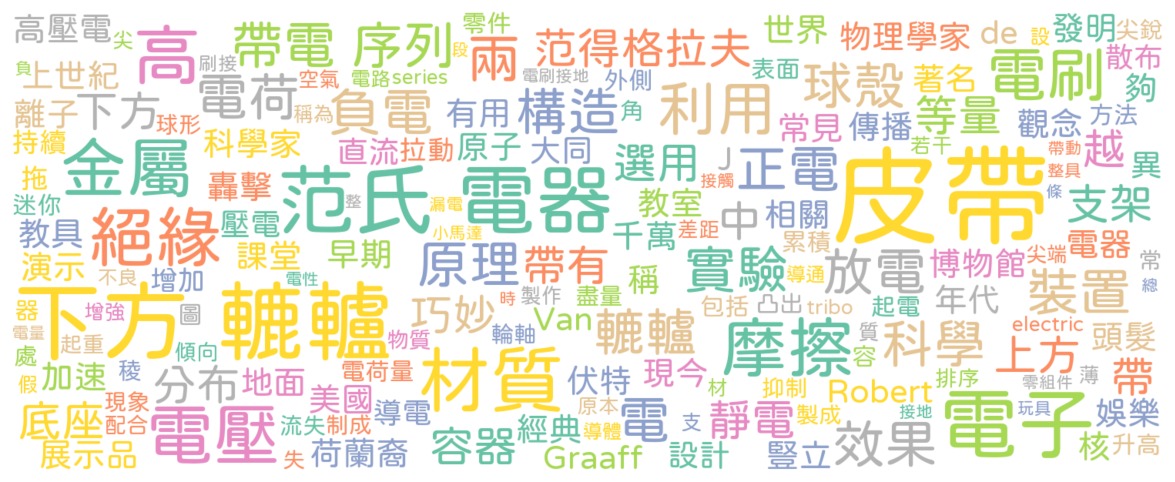 高壓電 尖 高 帶電 序列 零件 段 兩 范得格拉夫 世界 物理學家 de 設 發明 尖銳
負 刷接 空氣 電路series 電刷接地 外側 表面 球殼 著名 電刷 散布 夠
上世紀 電荷 稱為 負電 有用 構造 角 利用 等量 觀念 方法
離子 下方 球形 常見 傳播 若干 越 帶動
持續 科學家 直流 拉動 原子 大同 選用 J 正電 皮帶 整具 異
拖 金屬 轟擊 范氏 電器 接觸 條 支架
迷你 整 漏電 教室 中 相關
教具 絕緣 壓電 小馬達 千萬 差距 累積 電器
演示 不良 增加 課堂 早期 原理 帶有 稱 實驗 導通 放電 博物館 尖端 常
電性 時 製作 盡量 包括 凸出 起電 年代 裝置 總
器 增強 圖 下方 轆轤 巧妙 Van 轆轤 tribo
電量 起重 物質 輪軸 摩擦 質 科學 electric 頭髮
處 傾向 材質 容 上方
假 加速 稜 分布 地面 電荷量 伏特 現今 材 抑制 Robert 排序 零組件 薄 帶
底座 現象 電壓 美國 導電 原本 電 靜電 製成 接地 電子 玩具 娛樂
配合 流失 制成 容器 經典 導體 支 效果 核
展示品 失 荷蘭裔 Graaff 設計 豎立 升高